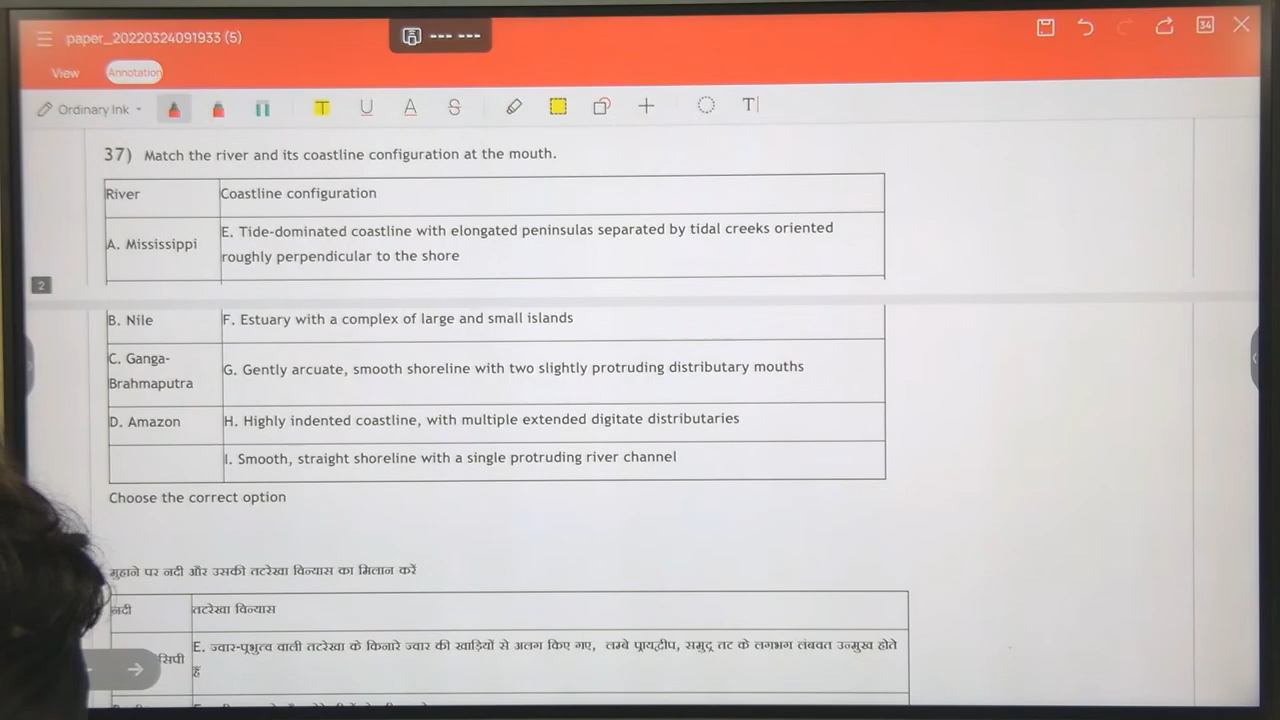 paper_20220324091933 (5)
34
View
Annotation
Ordinary Ink
T U A S T
37) Match the river and its coastline configuration at the mouth.
River Coastline configuration
A. Mississippi
E. Tide-dominated coastline with elongated peninsulas separated by tidal creeks oriented
roughly perpendicular to the shore
2
B. Nile F. Estuary with a complex of large and small islands
C. Ganga-
Brahmaputra
G. Gently arcuate, smooth shoreline with two slightly protruding distributary mouths
D. Amazon H. Highly indented coastline, with multiple extended digitate distributaries
I. Smooth, straight shoreline with a single protruding river channel
Choose the correct option
मुहाने पर नदी और उसकी तटरेखा विन्यास का मिलान करें
नदी तटरेखा विन्यास
सिपी
E. ज्वार-प्रभुत्व वाली तटरेखा के किनारे ज्वार की खाड़ियों से अलग किए गए, लम्बे प्रायद्वीप, समुद्र तट के लगभग लंबवत उन्मुख होते
हैं